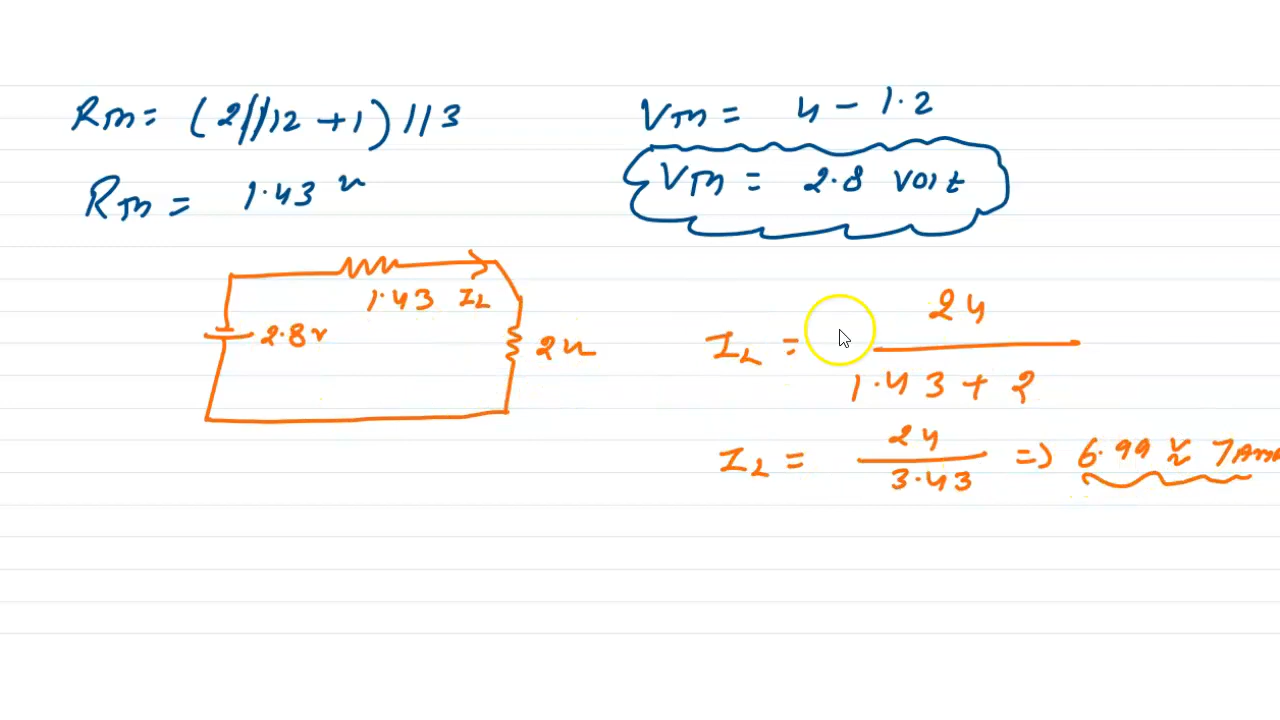 RTh = (2//12 + 1) // 3
RTh = 1.43 Ω
VTh = 4 - 1.2
VTh = 2.8 volt
1.43 IL
2.8v
2Ω
IL = 24
1.43 + 2
IL = 24
3.43
=> 6.99 ≈ 7